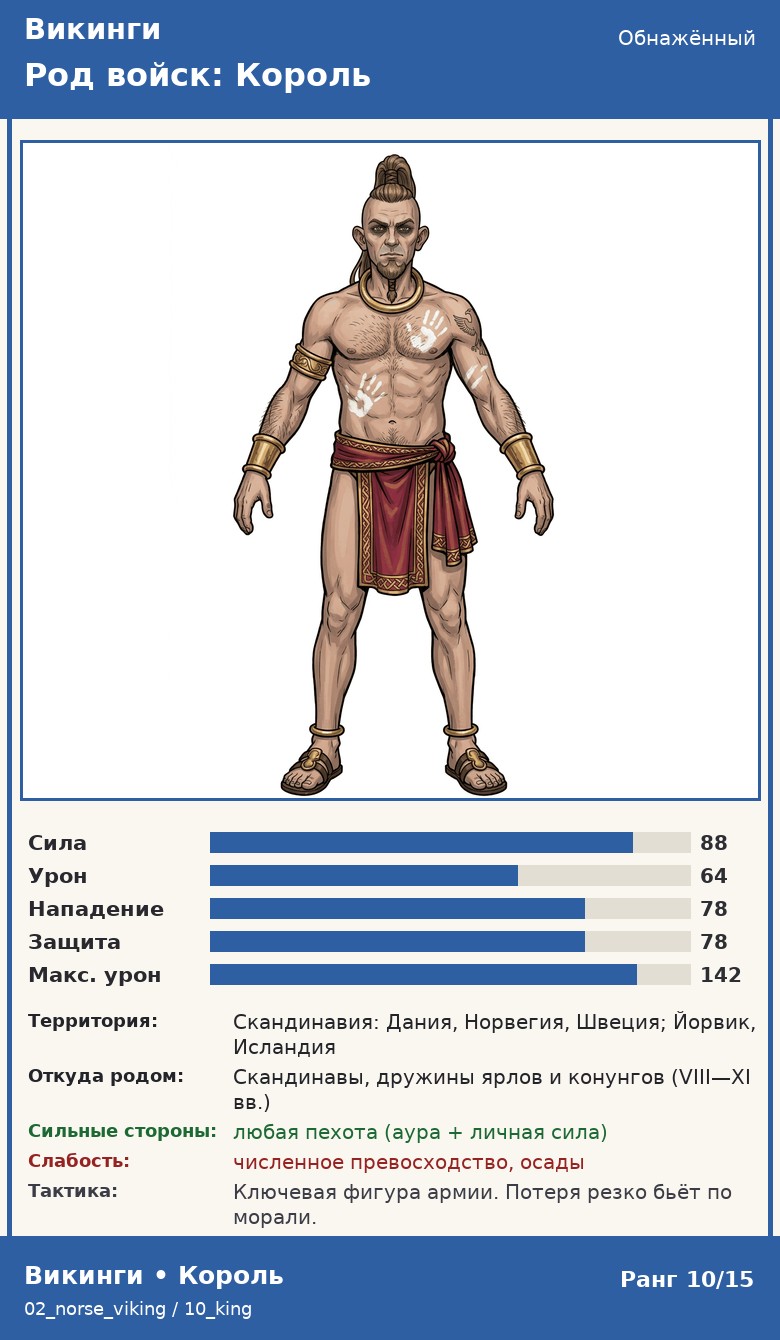 Викинги
Обнажённый
Род войск: Король
Сила 88
Урон 64
Нападение 78
Защита 78
Макс. урон 142
Территория: Скандинавия: Дания, Норвегия, Швеция; Йорвик,
Исландия
Откуда родом: Скандинавы, дружины ярлов и конунгов (VIII—XI
вв.)
Сильные стороны: любая пехота (аура + личная сила)
Слабость: численное превосходство, осады
Тактика: Ключевая фигура армии. Потеря резко бьёт по
морали.
Викинги • Король
Ранг 10/15
02_norse_viking / 10_king